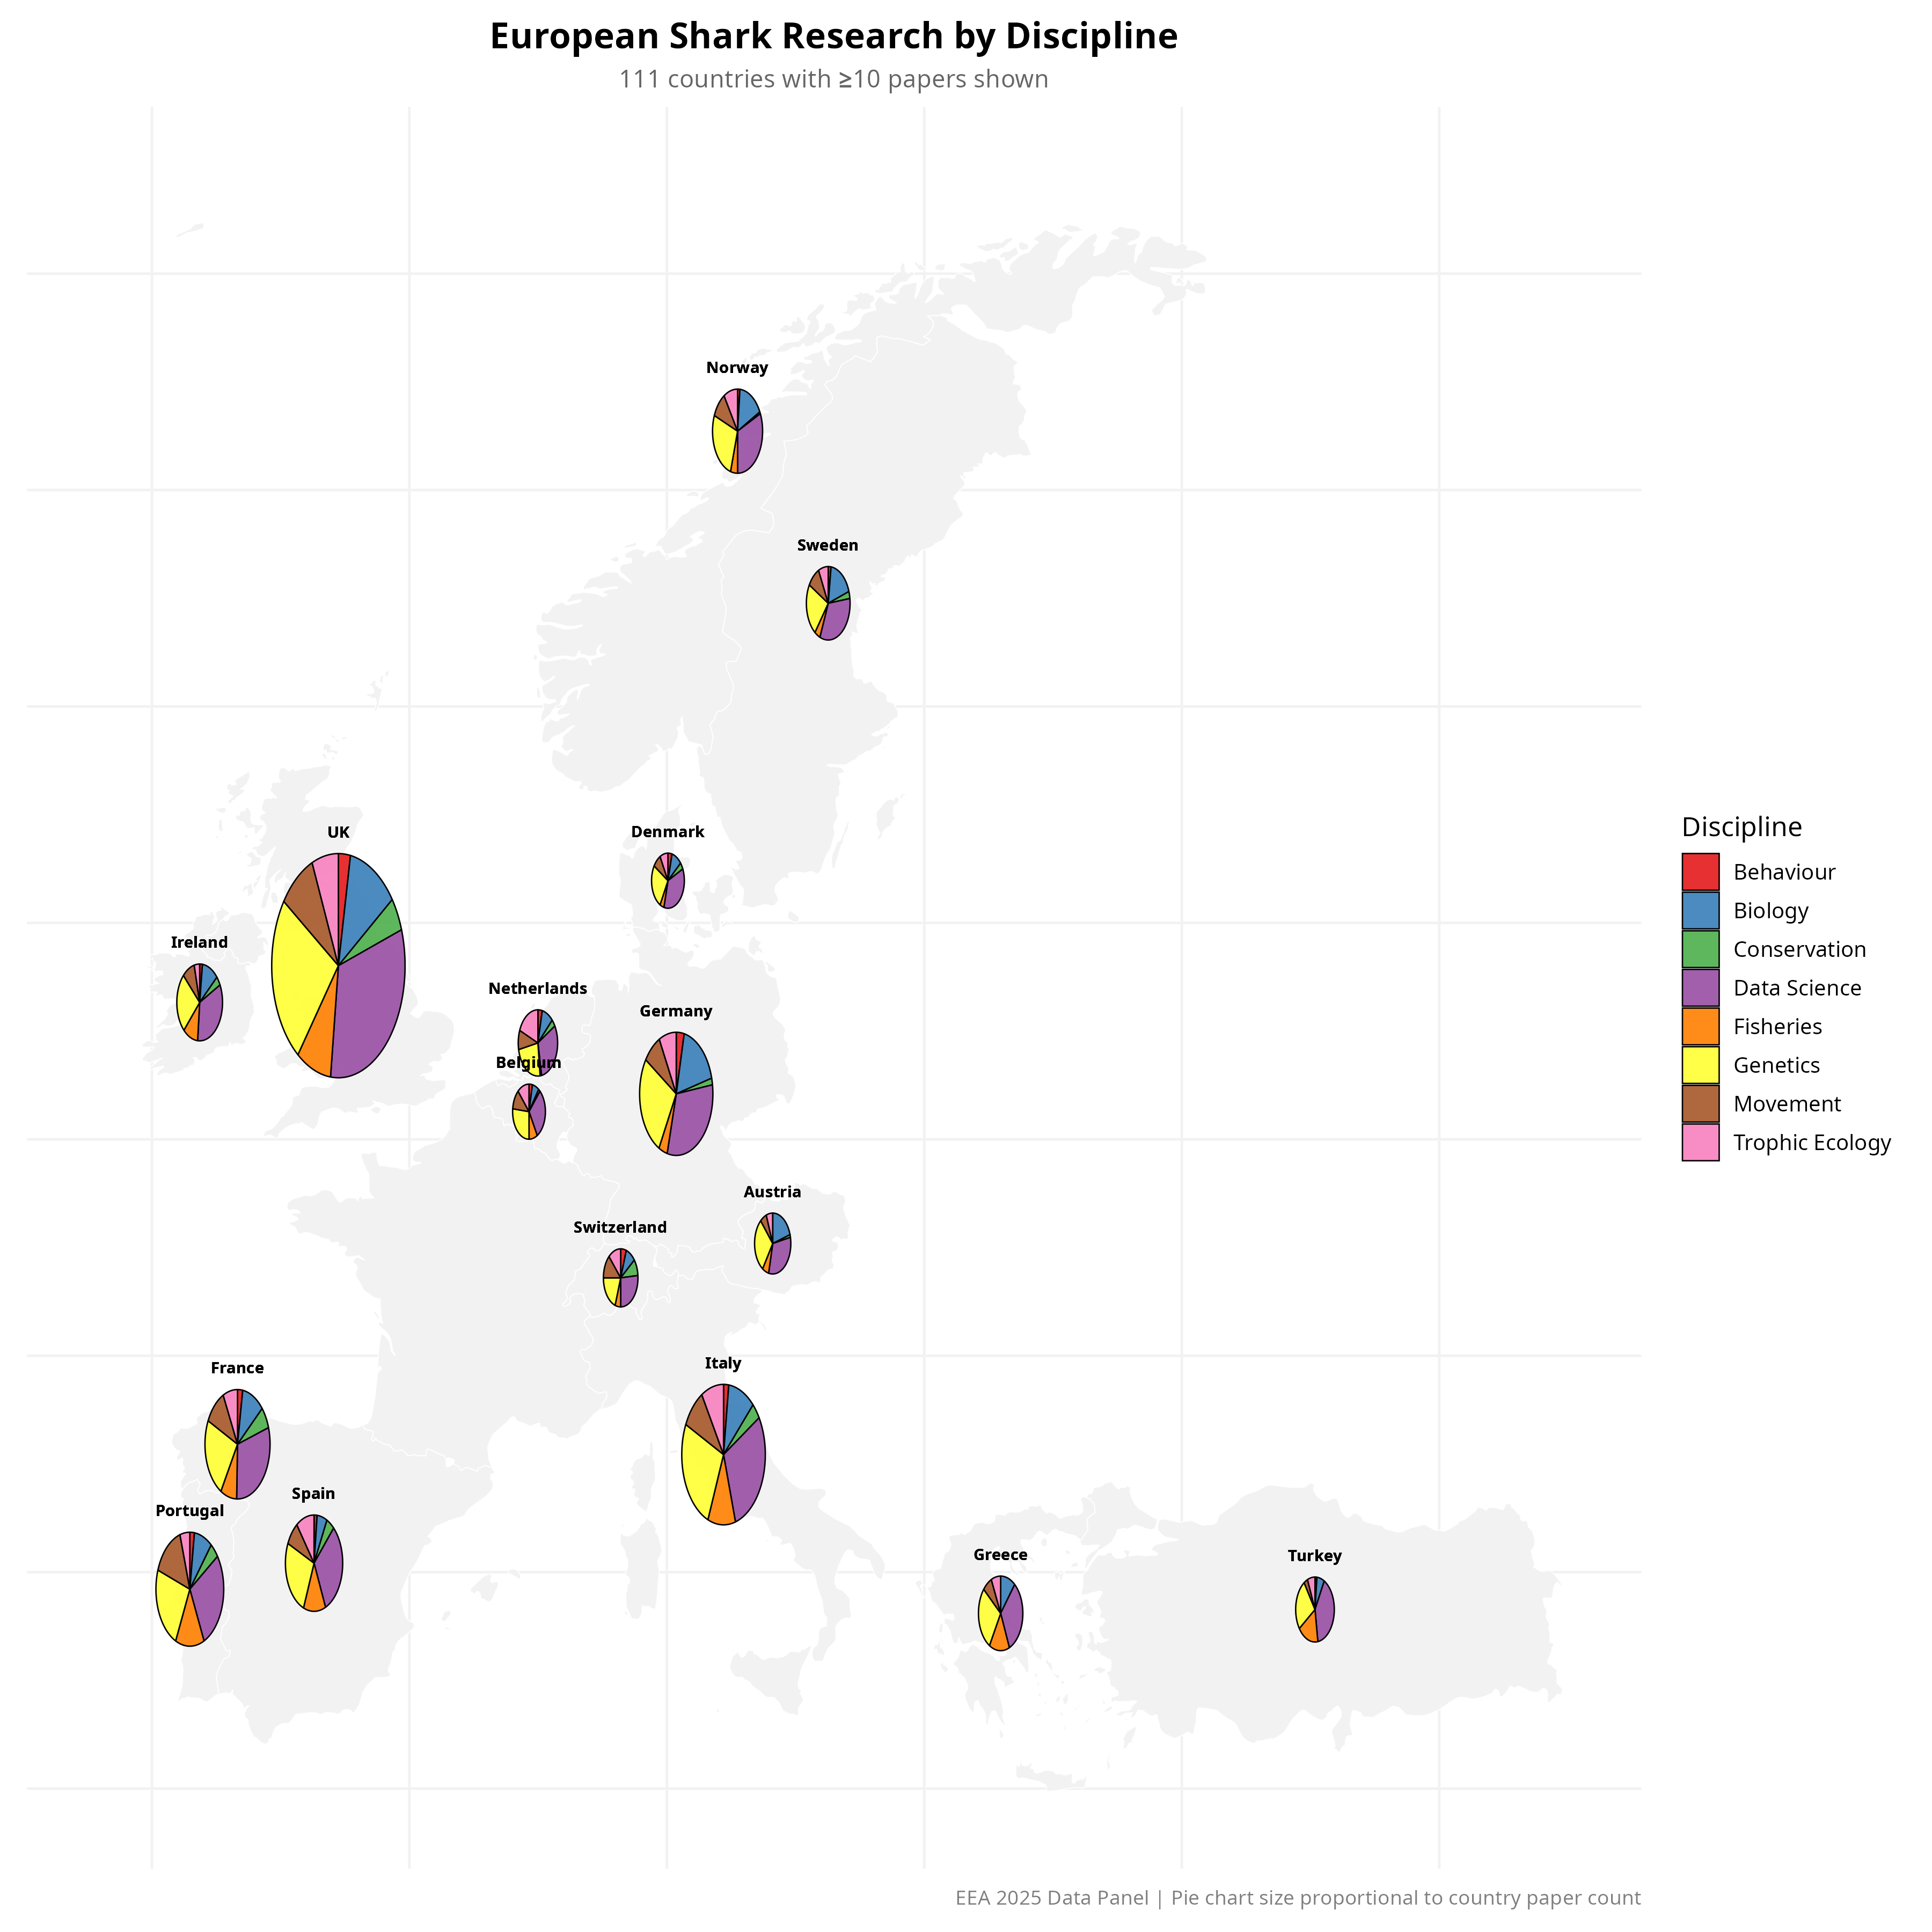 European Shark Research by Discipline
111 countries with ≥10 papers shown
Norway
Sweden
UK
Denmark
Ireland
Netherlands
Germany
Belgium
Austria
Switzerland
Italy
France
Spain
Portugal
Greece
Turkey
Discipline
Behaviour
Biology
Conservation
Data Science
Fisheries
Genetics
Movement
Trophic Ecology
EEA 2025 Data Panel | Pie chart size proportional to country paper count